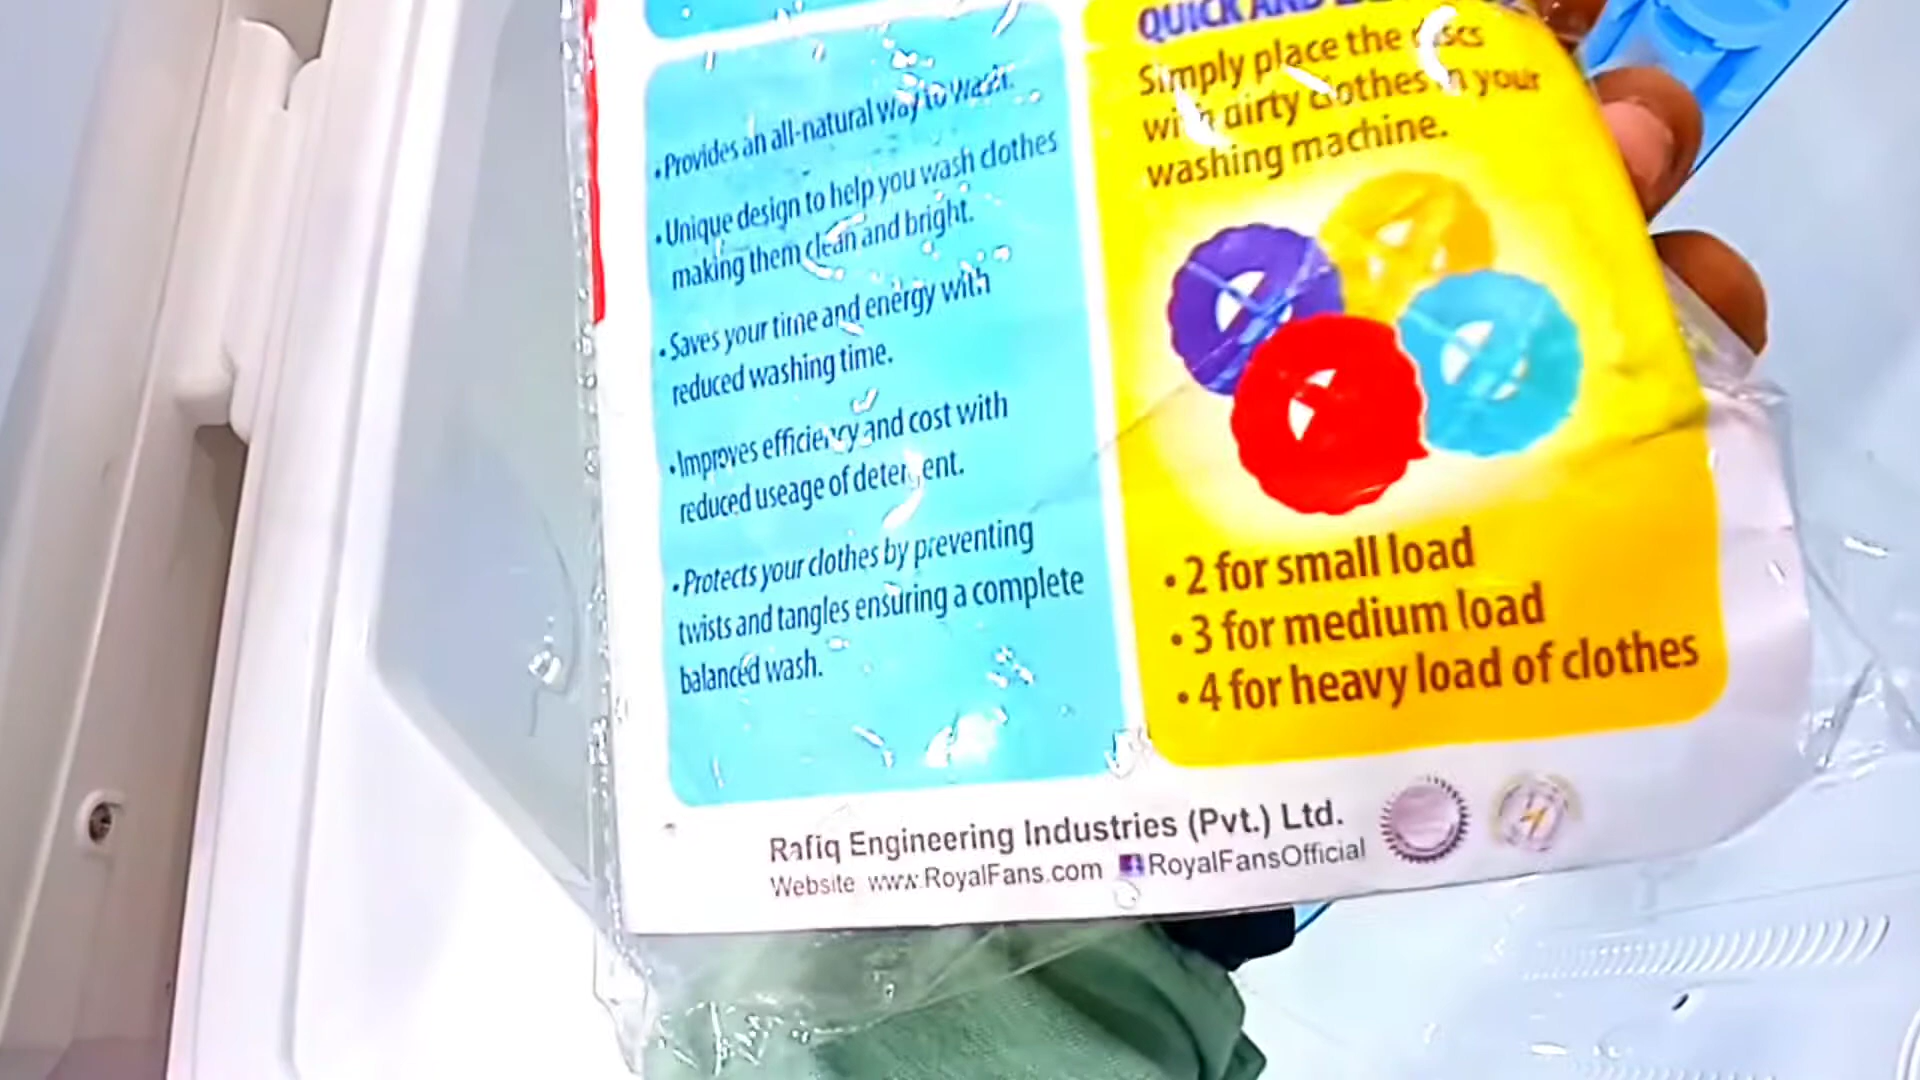 • Provides an all-natural way to wash.
• Unique design to help you wash clothes
making them clean and bright.
• Saves your time and energy with
reduced washing time.
• Improves efficiency and cost with
reduced useage of detergent.
• Protects your clothes by preventing
twists and tangles ensuring a complete
balanced wash.
QUICK AND
Simply place the discs
with dirty clothes in your
washing machine.
• 2 for small load
• 3 for medium load
• 4 for heavy load of clothes
Rafiq Engineering Industries (Pvt.) Ltd.
Website www.RoyalFans.com RoyalFansOfficial